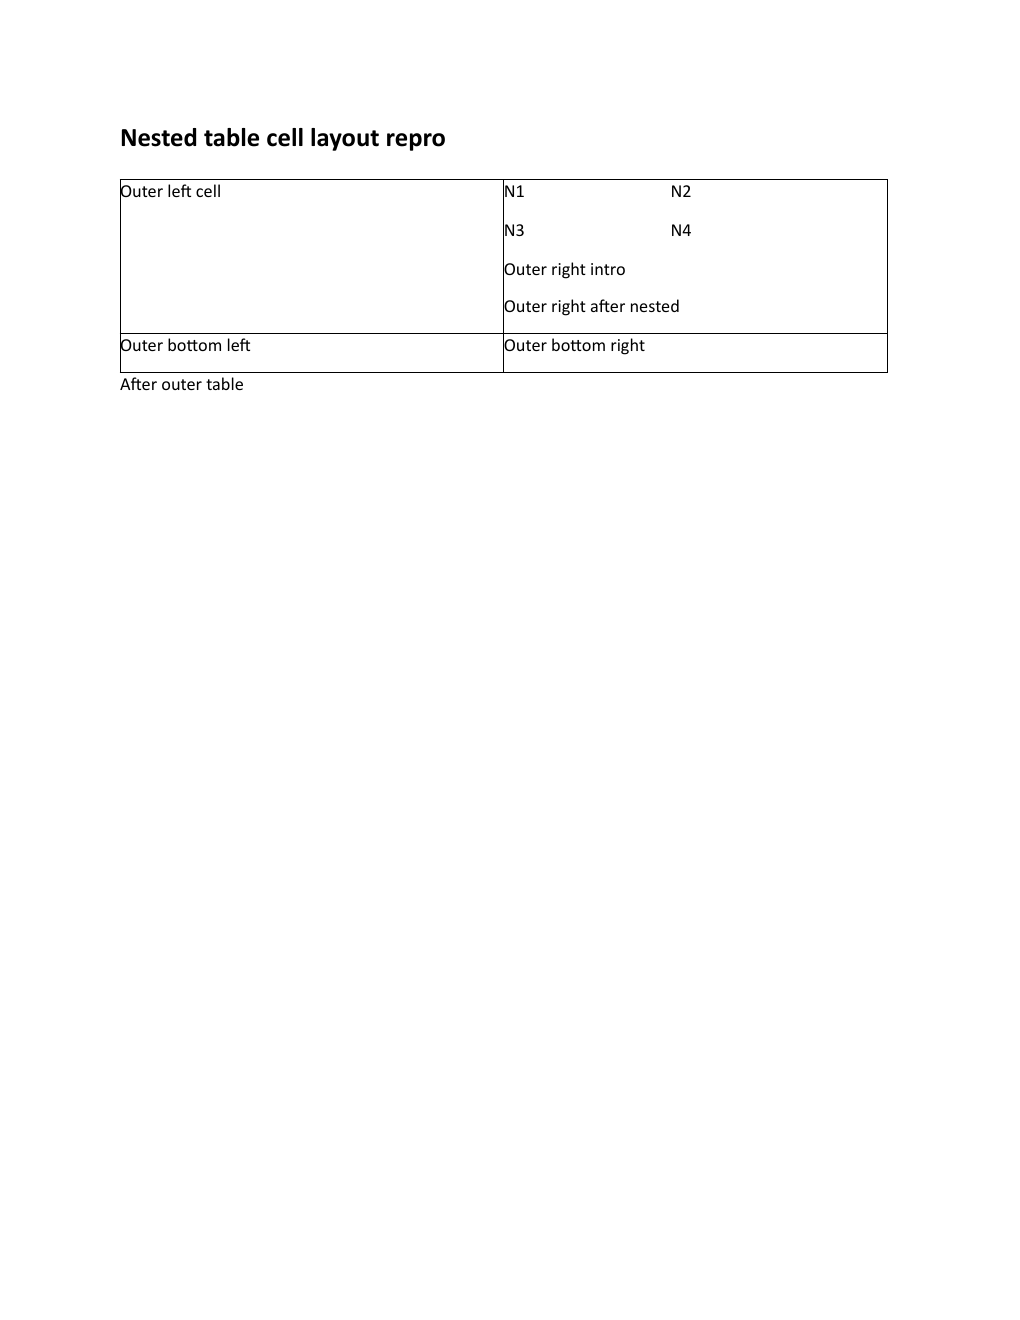 Nested table cell layout repro
Outer left cell
N1 N2
N3 N4
Outer right intro
Outer right after nested
Outer bottom left
Outer bottom right
After outer table